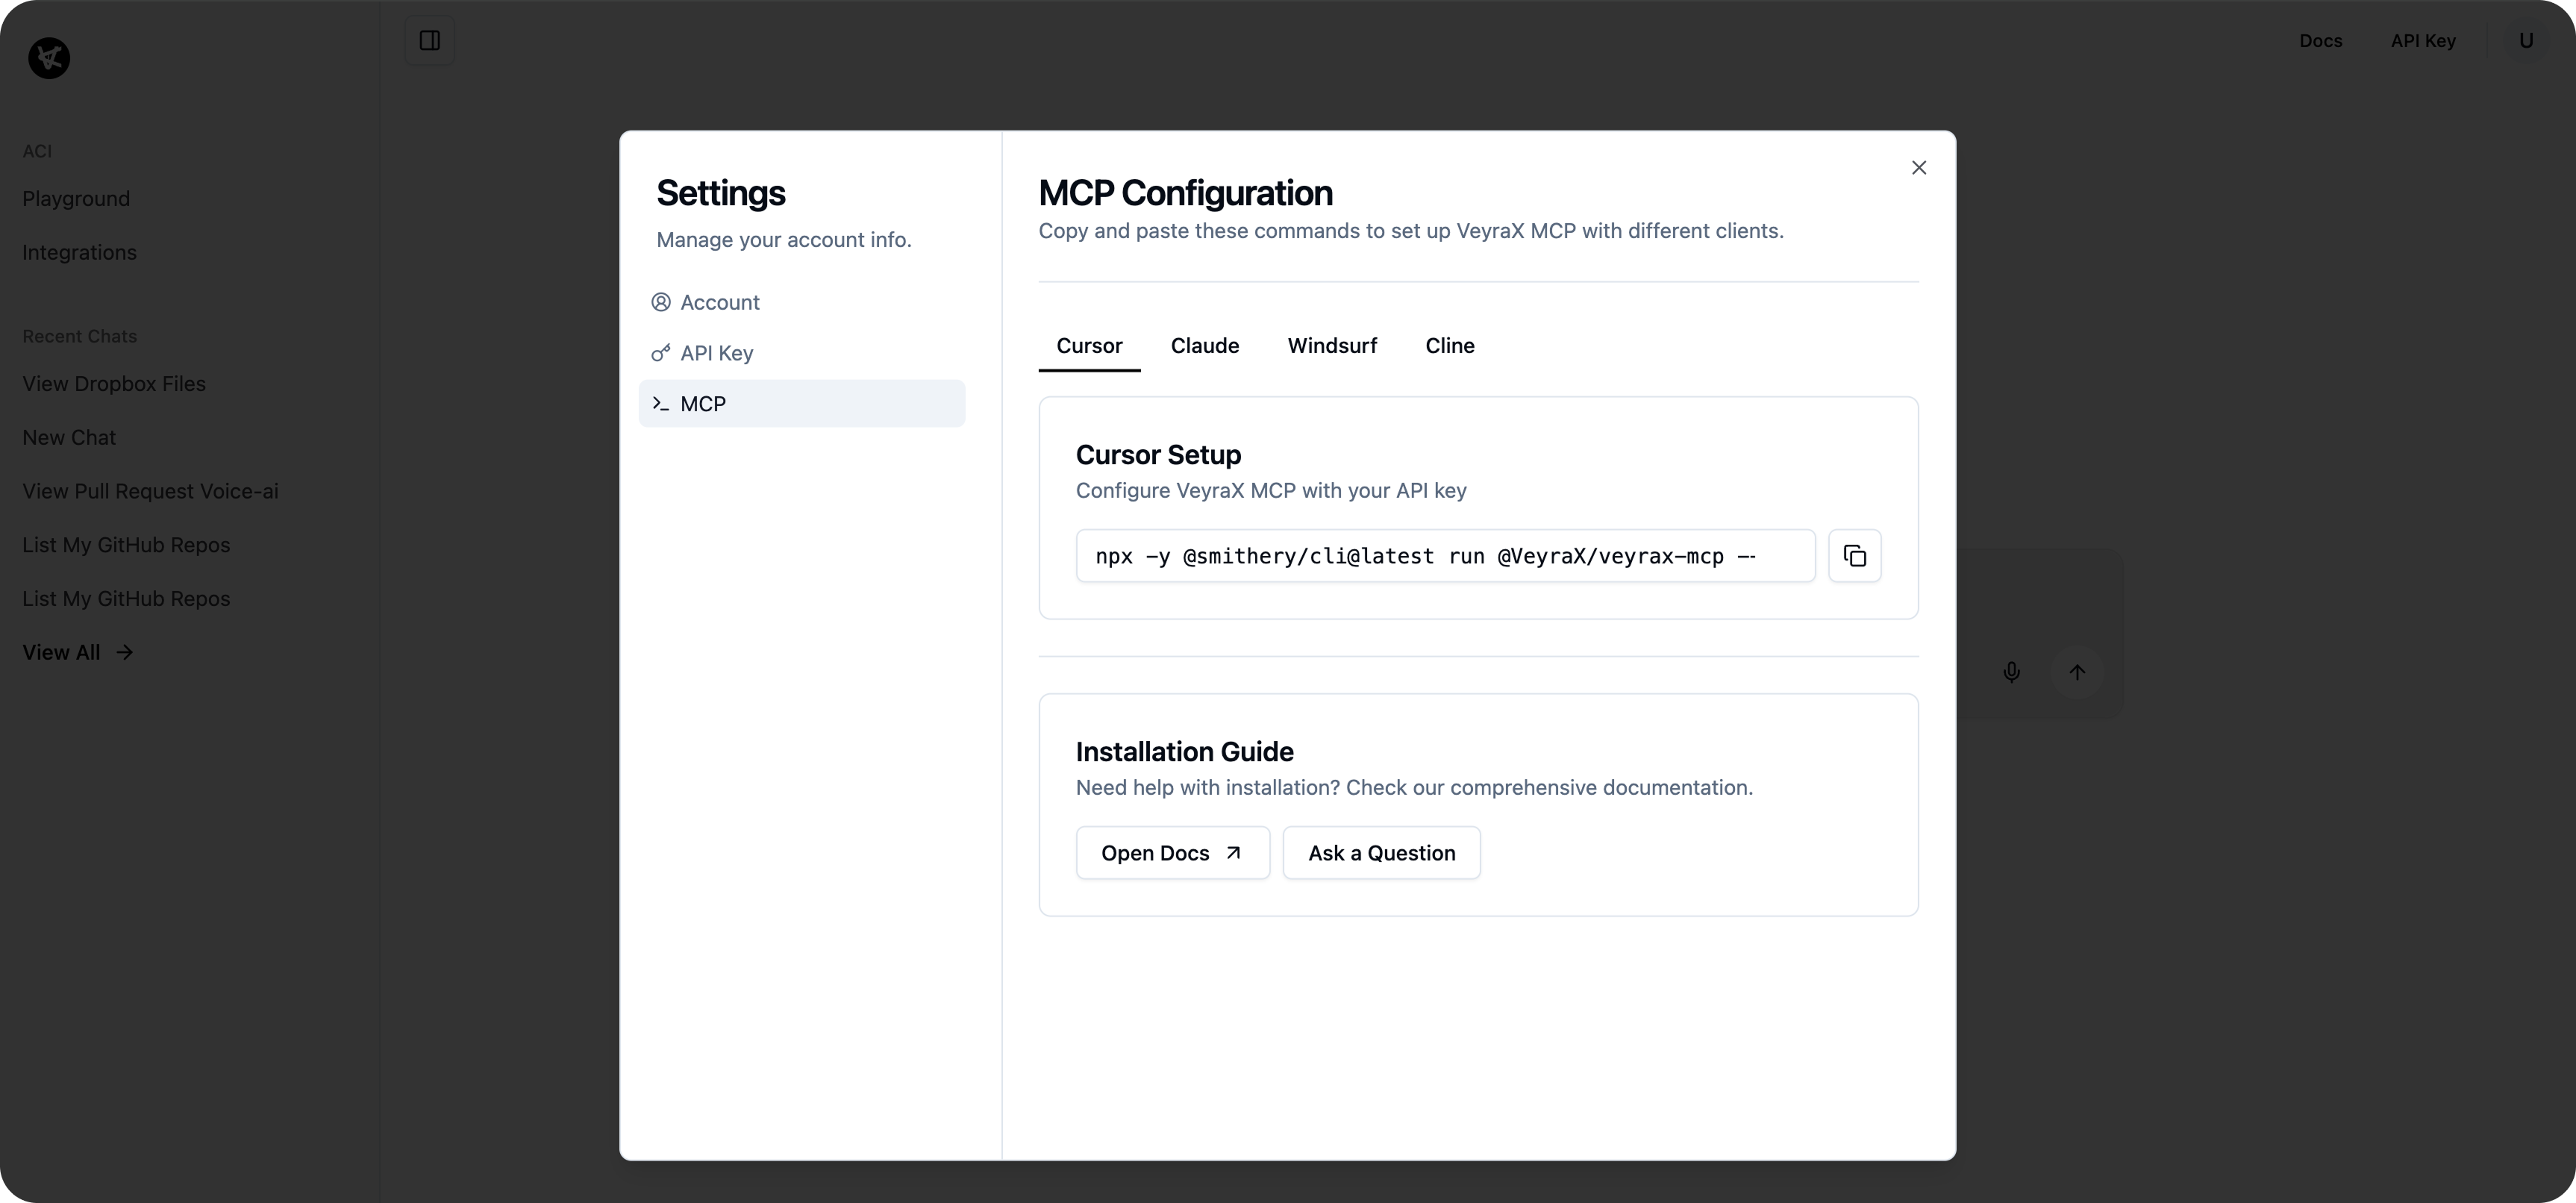 Docs
API Key
U
ACI
Playground
Integrations
Recent Chats
View Dropbox Files
New Chat
View Pull Request Voice-ai
List My GitHub Repos
List My GitHub Repos
View All
Settings
Manage your account info.
Account
API Key
MCP
MCP Configuration
Copy and paste these commands to set up VeyraX MCP with different clients.
Cursor
Claude
Windsurf
Cline
Cursor Setup
Configure VeyraX MCP with your API key
npx -y @smithery/cli@latest run @VeyraX/veyrax-mcp --
Installation Guide
Need help with installation? Check our comprehensive documentation.
Open Docs
Ask a Question